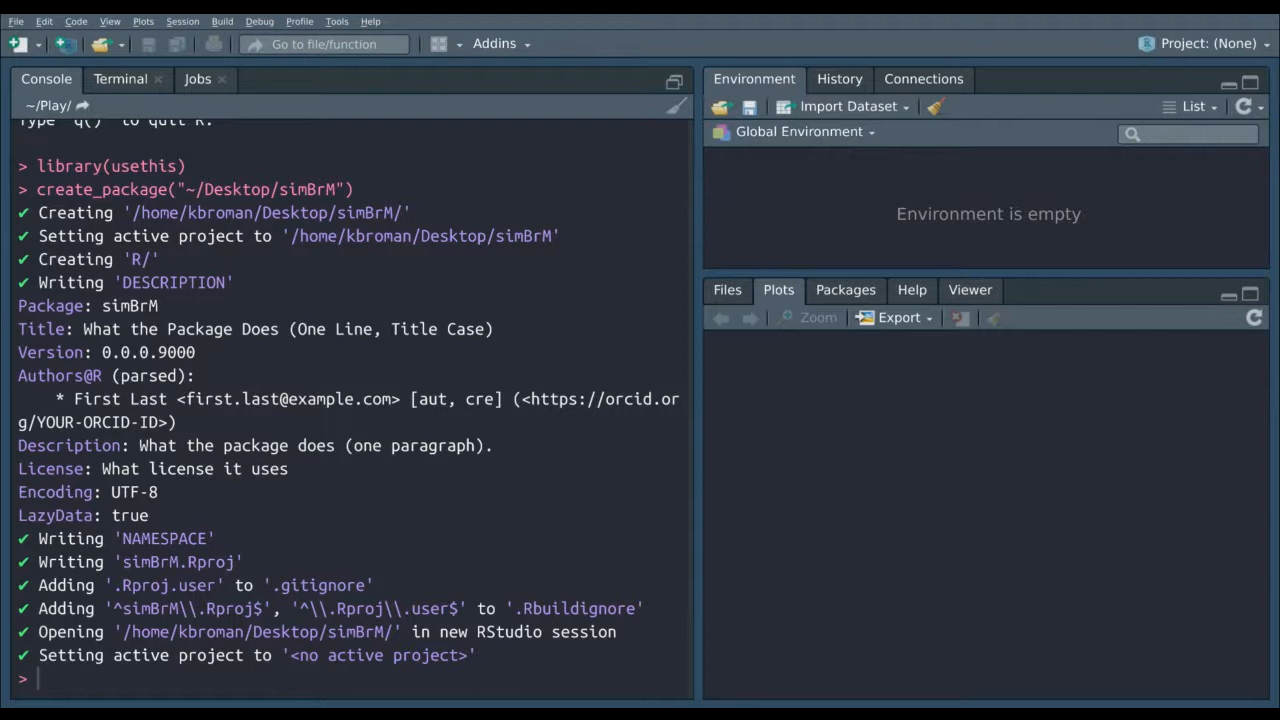 File Edit Code View Plots Session Build Debug Profile Tools Help
Go to file/function
Addins
Project: (None)
Console Terminal Jobs
~/Play/
Type 'q()' to quit R.
> library(usethis)
> create_package("~/Desktop/simBrM")
✔ Creating '/home/kbroman/Desktop/simBrM/'
✔ Setting active project to '/home/kbroman/Desktop/simBrM'
✔ Creating 'R/'
✔ Writing 'DESCRIPTION'
Package: simBrM
Title: What the Package Does (One Line, Title Case)
Version: 0.0.0.9000
Authors@R (parsed):
    * First Last <first.last@example.com> [aut, cre] (<https://orcid.or
g/YOUR-ORCID-ID>)
Description: What the package does (one paragraph).
License: What license it uses
Encoding: UTF-8
LazyData: true
✔ Writing 'NAMESPACE'
✔ Writing 'simBrM.Rproj'
✔ Adding '.Rproj.user' to '.gitignore'
✔ Adding '^simBrM\\.Rproj$', '^\\.Rproj\\.user$' to '.Rbuildignore'
✔ Opening '/home/kbroman/Desktop/simBrM/' in new RStudio session
✔ Setting active project to '<no active project>'
>
Environment History Connections
Import Dataset
List
Global Environment
Environment is empty
Files Plots Packages Help Viewer
Zoom Export